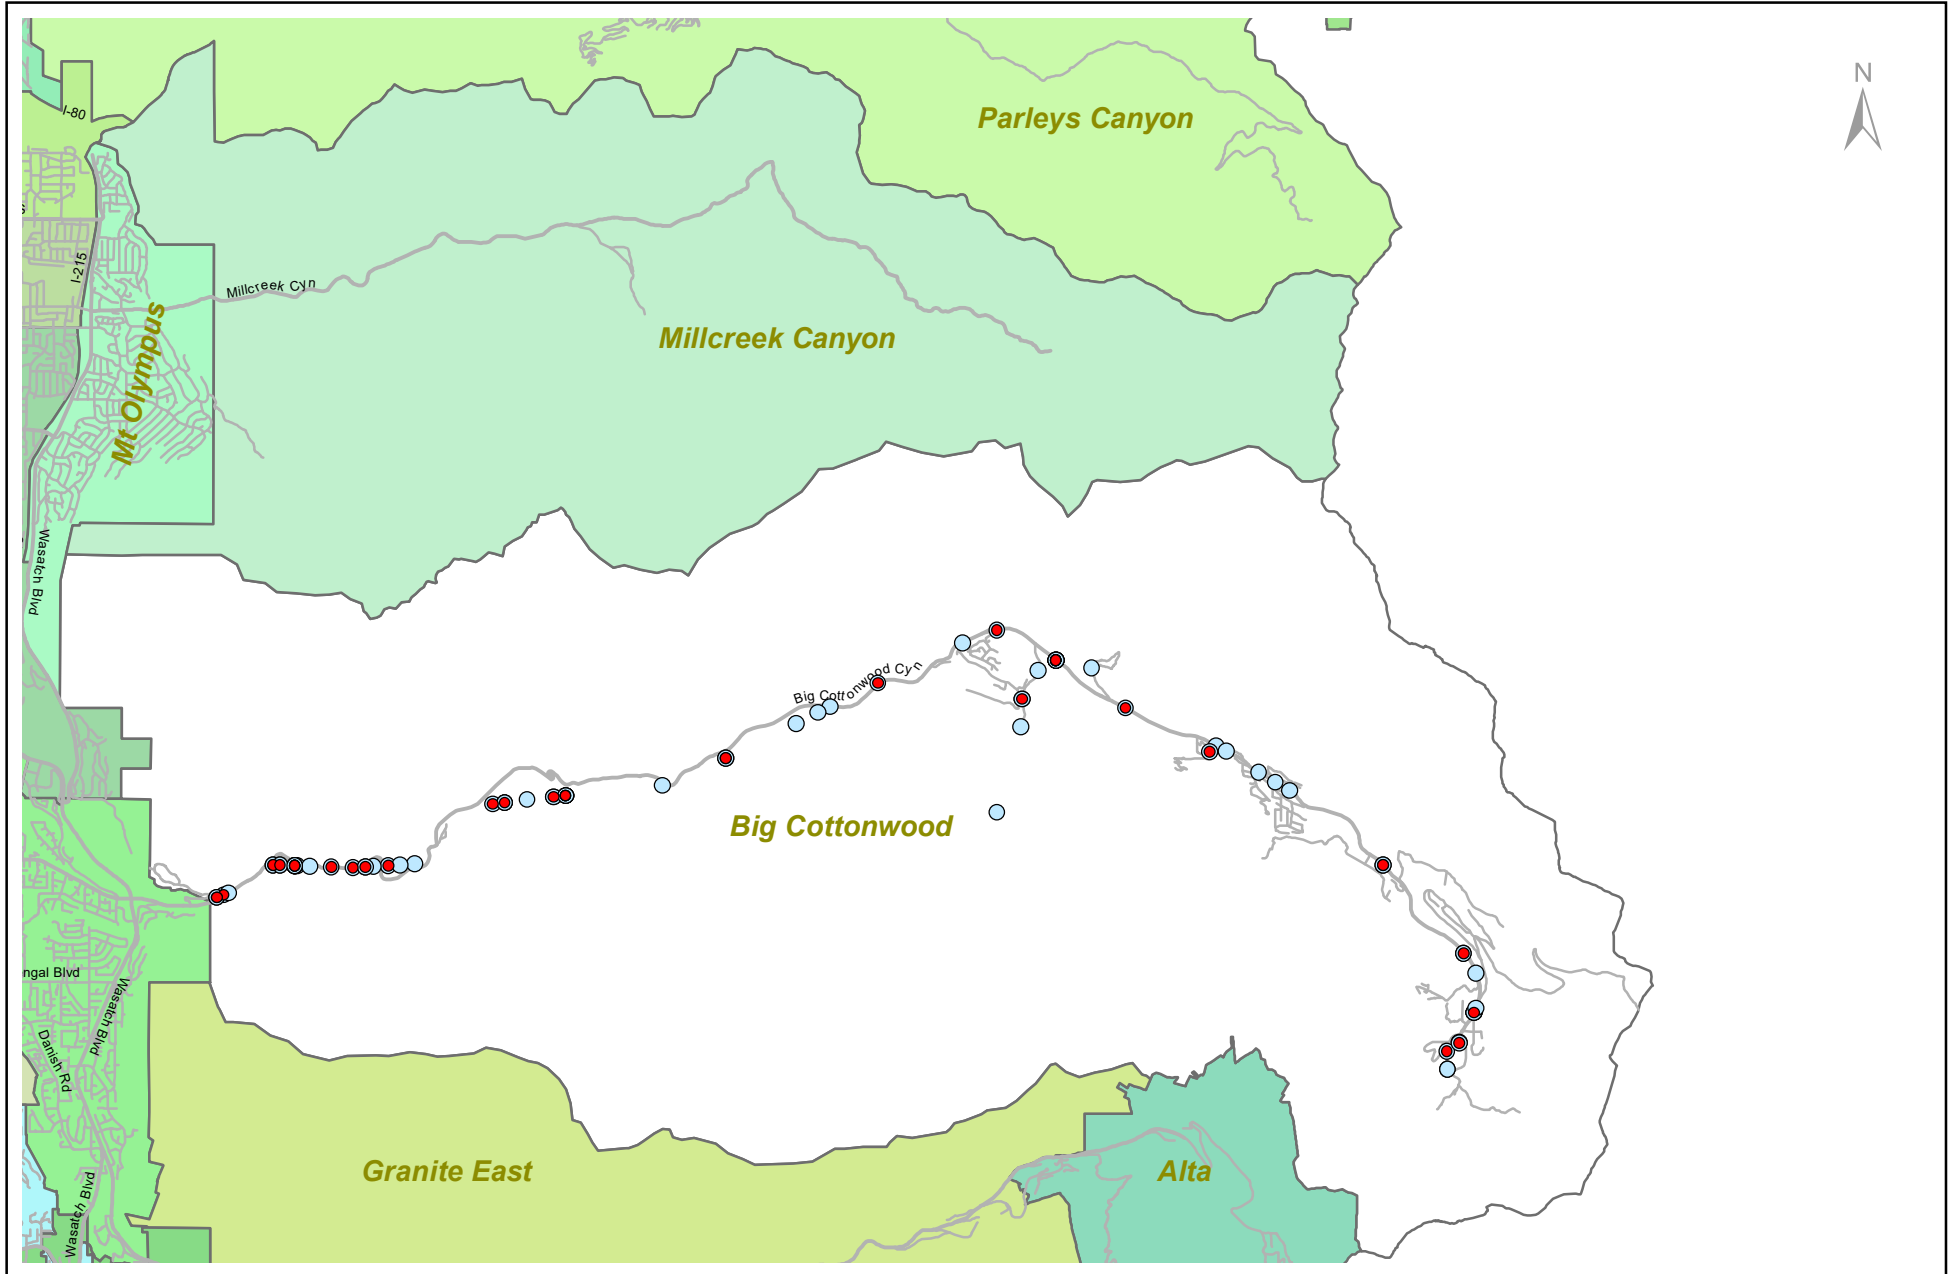 N
I-80
Parleys Canyon
I-215
Millcreek Cyn
Millcreek Canyon
Mt Olympus
Wasatch Blvd
Big Cottonwood Cyn
Big Cottonwood
ngal Blvd
Wasatch Blvd
Danish Rd
Granite East
Alta
Wasatch Blvd